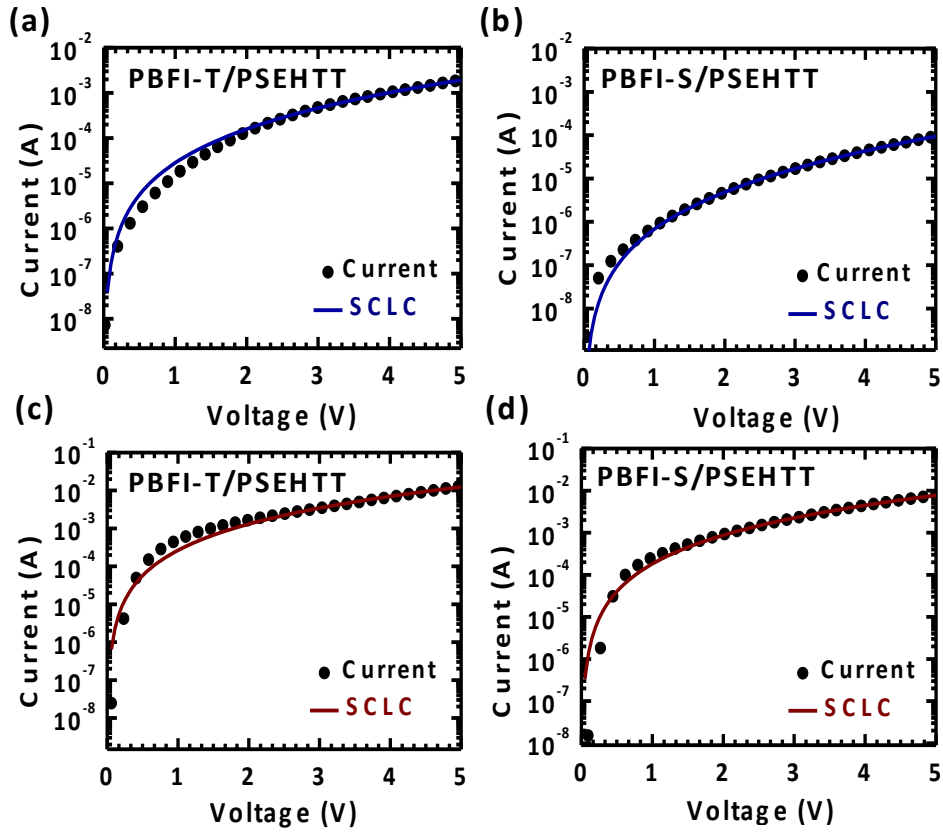 (a)
10-2
10-3
10-4
10-5
10-6
10-7
10-8
Current (A)
PBFI-T/PSEHTT
Current
SCLC
0 1 2 3 4 5
Voltage (V)
(b)
10-2
10-3
10-4
10-5
10-6
10-7
10-8
Current (A)
PBFI-S/PSEHTT
Current
SCLC
0 1 2 3 4 5
Voltage (V)
(c)
10-1
10-2
10-3
10-4
10-5
10-6
10-7
10-8
Current (A)
PBFI-T/PSEHTT
Current
SCLC
0 1 2 3 4 5
Voltage (V)
(d)
10-1
10-2
10-3
10-4
10-5
10-6
10-7
10-8
Current (A)
PBFI-S/PSEHTT
Current
SCLC
0 1 2 3 4 5
Voltage (V)